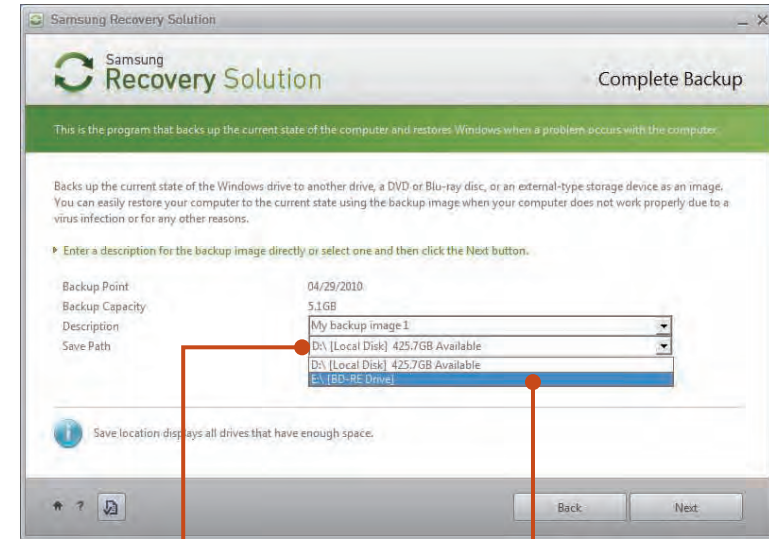 Samsung Recovery Solution
Samsung
Recovery Solution
Complete Backup
This is the program that backs up the current state of the computer and restores Windows when a problem occurs with the computer.
Backs up the current state of the Windows drive to another drive, a DVD or Blu-ray disc, or an external-type storage device as an image.
You can easily restore your computer to the current state using the backup image when your computer does not work properly due to a
virus infection or for any other reasons.
Enter a description for the backup image directly or select one and then click the Next button.
Backup Point 04/29/2010
Backup Capacity 5.1GB
Description My backup image 1
Save Path D:\ [Local Disk] 425.7GB Available
D:\ [Local Disk] 425.7GB Available
E:\ [BD-RE Drive]
Save location displays all drives that have enough space.
? Back Next